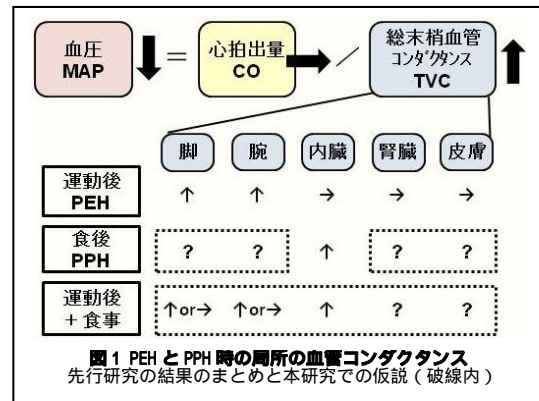 血圧
MAP
=
心拍出量
CO
／
総末梢血管
コンダクタンス
TVC
脚 腕 内臓 腎臓 皮膚
運動後
PEH
↑ ↑ → → →
食後
PPH
? ? ↑ ? ?
運動後
+食事
↑or→ ↑or→ ↑ ? ?
図1 PEH と PPH 時の局所の血管コンダクタンス
先行研究の結果のまとめと本研究での仮説（破線内）